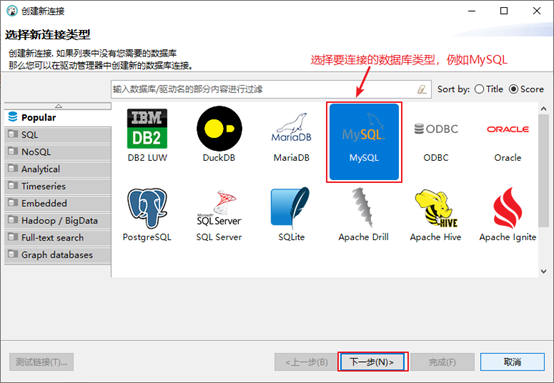 创建新连接
选择新连接类型
创建新连接, 如果列表中没有您需要的数据库
那么您可以在驱动管理器中创建新的数据库连接。
选择要连接的数据库类型，例如MySQL
输入数据库/驱动名的部分内容进行过滤
Sort by: Title Score
Popular
SQL
NoSQL
Analytical
Timeseries
Embedded
Hadoop / BigData
Full-text search
Graph databases
IBM
DB2
DB2 LUW
DuckDB
MariaDB
MariaDB
MySQL
MySQL
ODBC
ODBC
ORACLE
Oracle
PostgreSQL
Microsoft
SQL Server
SQL Server
SQLite
Apache Drill
HIVE
Apache Hive
Apache Ignite
测试链接(T)...
<上一步(B)
下一步(N)>
完成(F)
取消